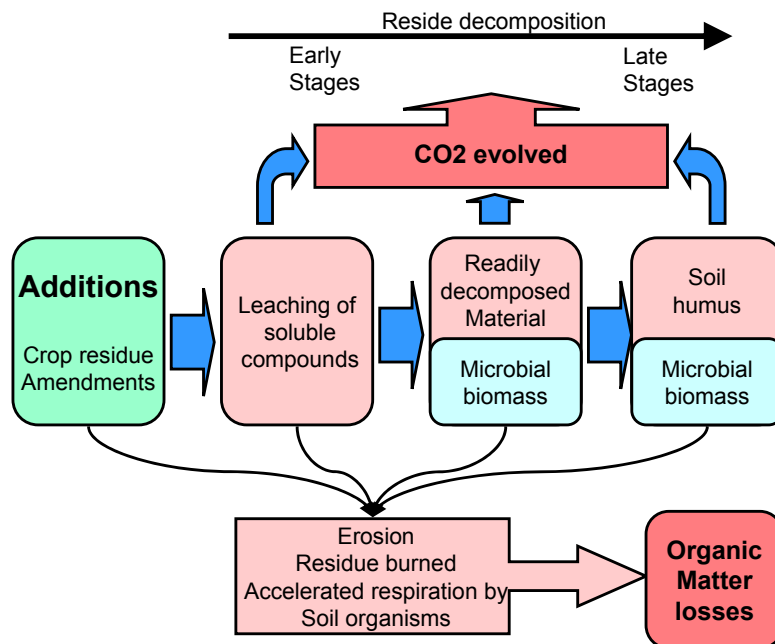 Reside decomposition
Early
Stages
Late
Stages
CO2 evolved
Additions
Crop residue
Amendments
Leaching of
soluble
compounds
Readily
decomposed
Material
Microbial
biomass
Soil
humus
Microbial
biomass
Erosion
Residue burned
Accelerated respiration by
Soil organisms
Organic
Matter
losses